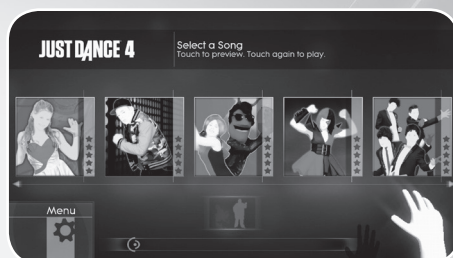 JUST DANCE 4
Select a Song
Touch to preview. Touch again to play.
Menu